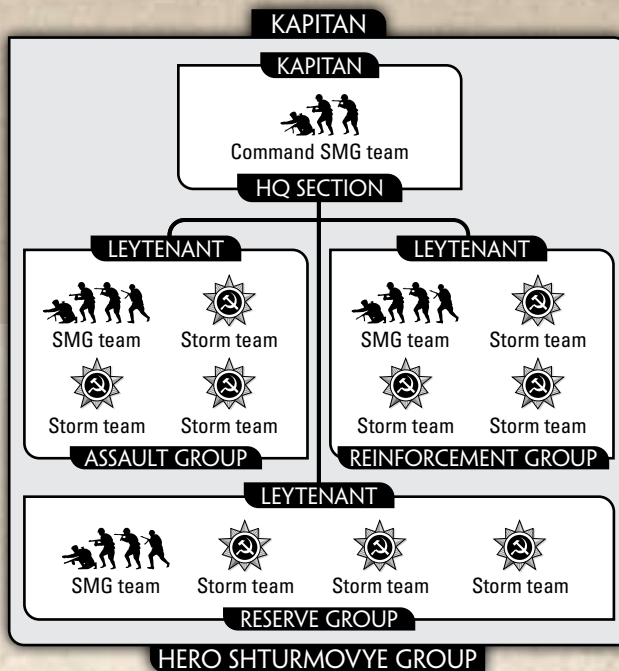 KAPITAN
KAPITAN
Command SMG team
HQ SECTION
LEYTENANT
SMG team
Storm team
Storm team
Storm team
ASSAULT GROUP
LEYTENANT
SMG team
Storm team
Storm team
Storm team
REINFORCEMENT GROUP
LEYTENANT
SMG team
Storm team
Storm team
Storm team
RESERVE GROUP
HERO SHTURMOVYE GROUP